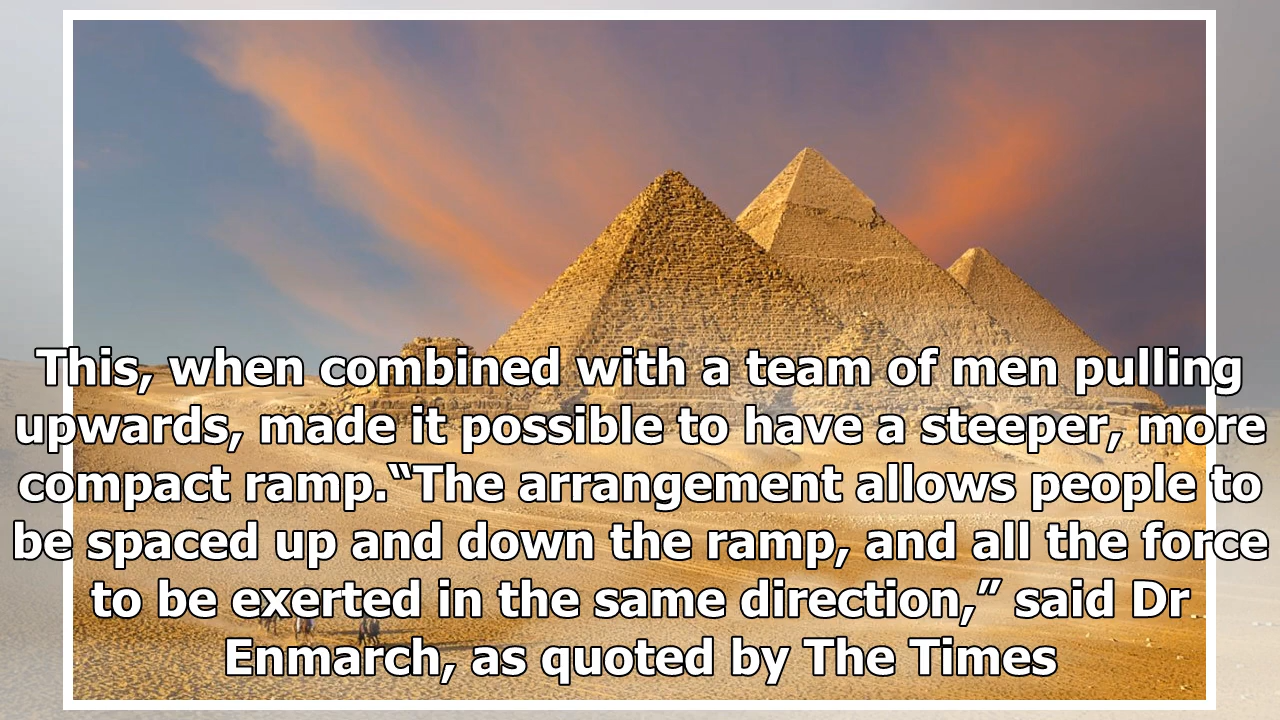 This, when combined with a team of men pulling
upwards, made it possible to have a steeper, more
compact ramp.“The arrangement allows people to
be spaced up and down the ramp, and all the force
to be exerted in the same direction,” said Dr
Enmarch, as quoted by The Times